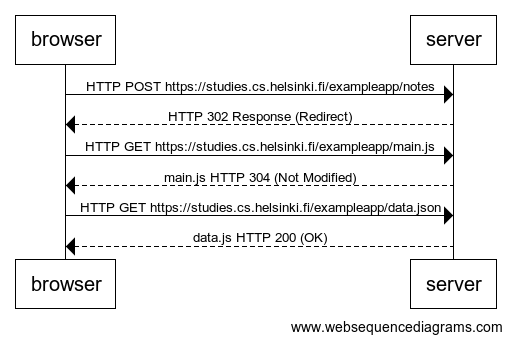 browser server
HTTP POST https://studies.cs.helsinki.fi/exampleapp/notes
HTTP 302 Response (Redirect)
HTTP GET https://studies.cs.helsinki.fi/exampleapp/main.js
main.js HTTP 304 (Not Modified)
HTTP GET https://studies.cs.helsinki.fi/exampleapp/data.json
data.js HTTP 200 (OK)
browser server
www.websequencediagrams.com